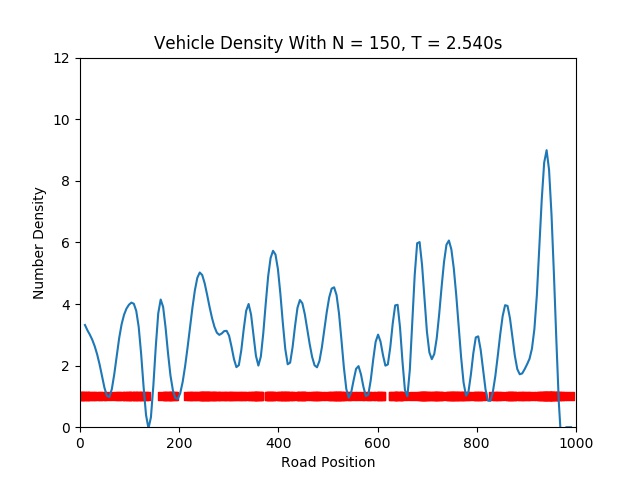 Vehicle Density With N = 150, T = 2.540s
12
10
8
6
4
2
0
Number Density
0 200 400 600 800 1000
Road Position